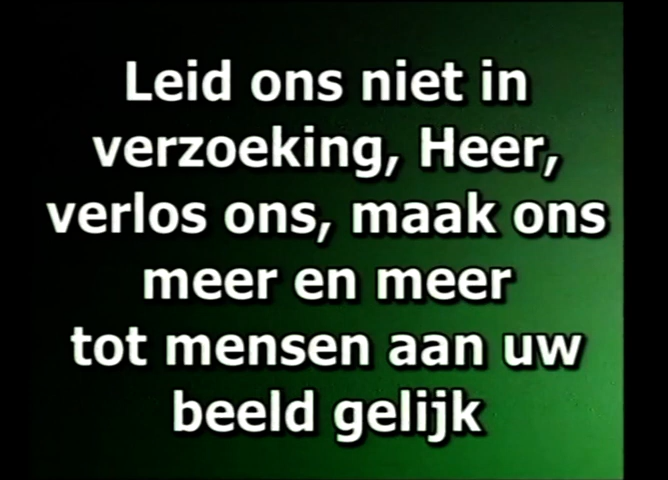 Leid ons niet in
verzoeking, Heer,
verlos ons, maak ons
meer en meer
tot mensen aan uw
beeld gelijk